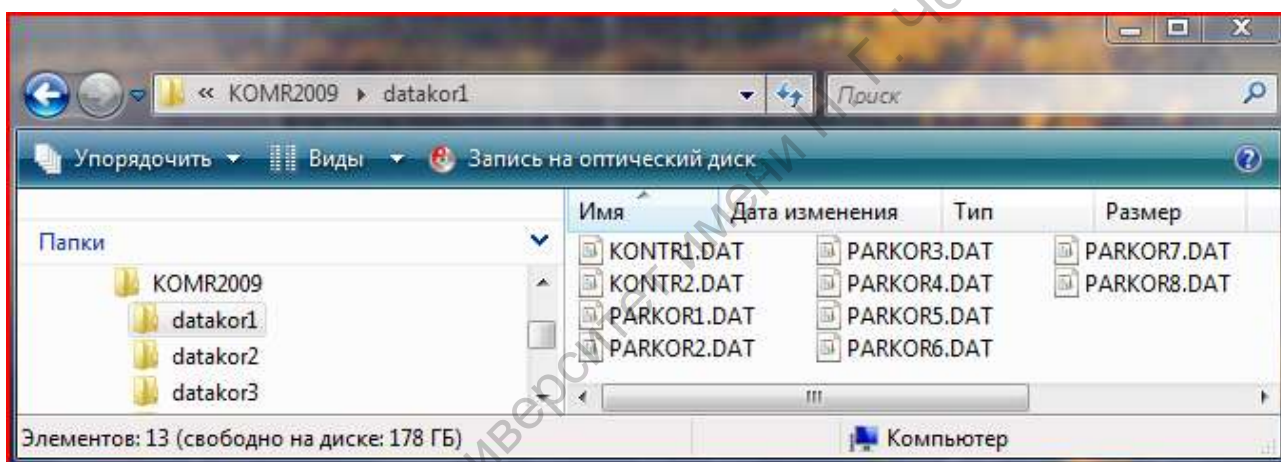 « KOMR2009 datakor1 Поиск
Упорядочить Виды Запись на оптический диск
Имя Дата изменения Тип Размер
Папки
KONTR1.DAT PARKOR3.DAT PARKOR7.DAT
KOMR2009 KONTR2.DAT PARKOR4.DAT PARKOR8.DAT
datakor1 PARKOR1.DAT PARKOR5.DAT
datakor2 PARKOR2.DAT PARKOR6.DAT
datakor3
Элементов: 13 (свободно на диске: 178 ГБ) Компьютер
имени Н. Г.